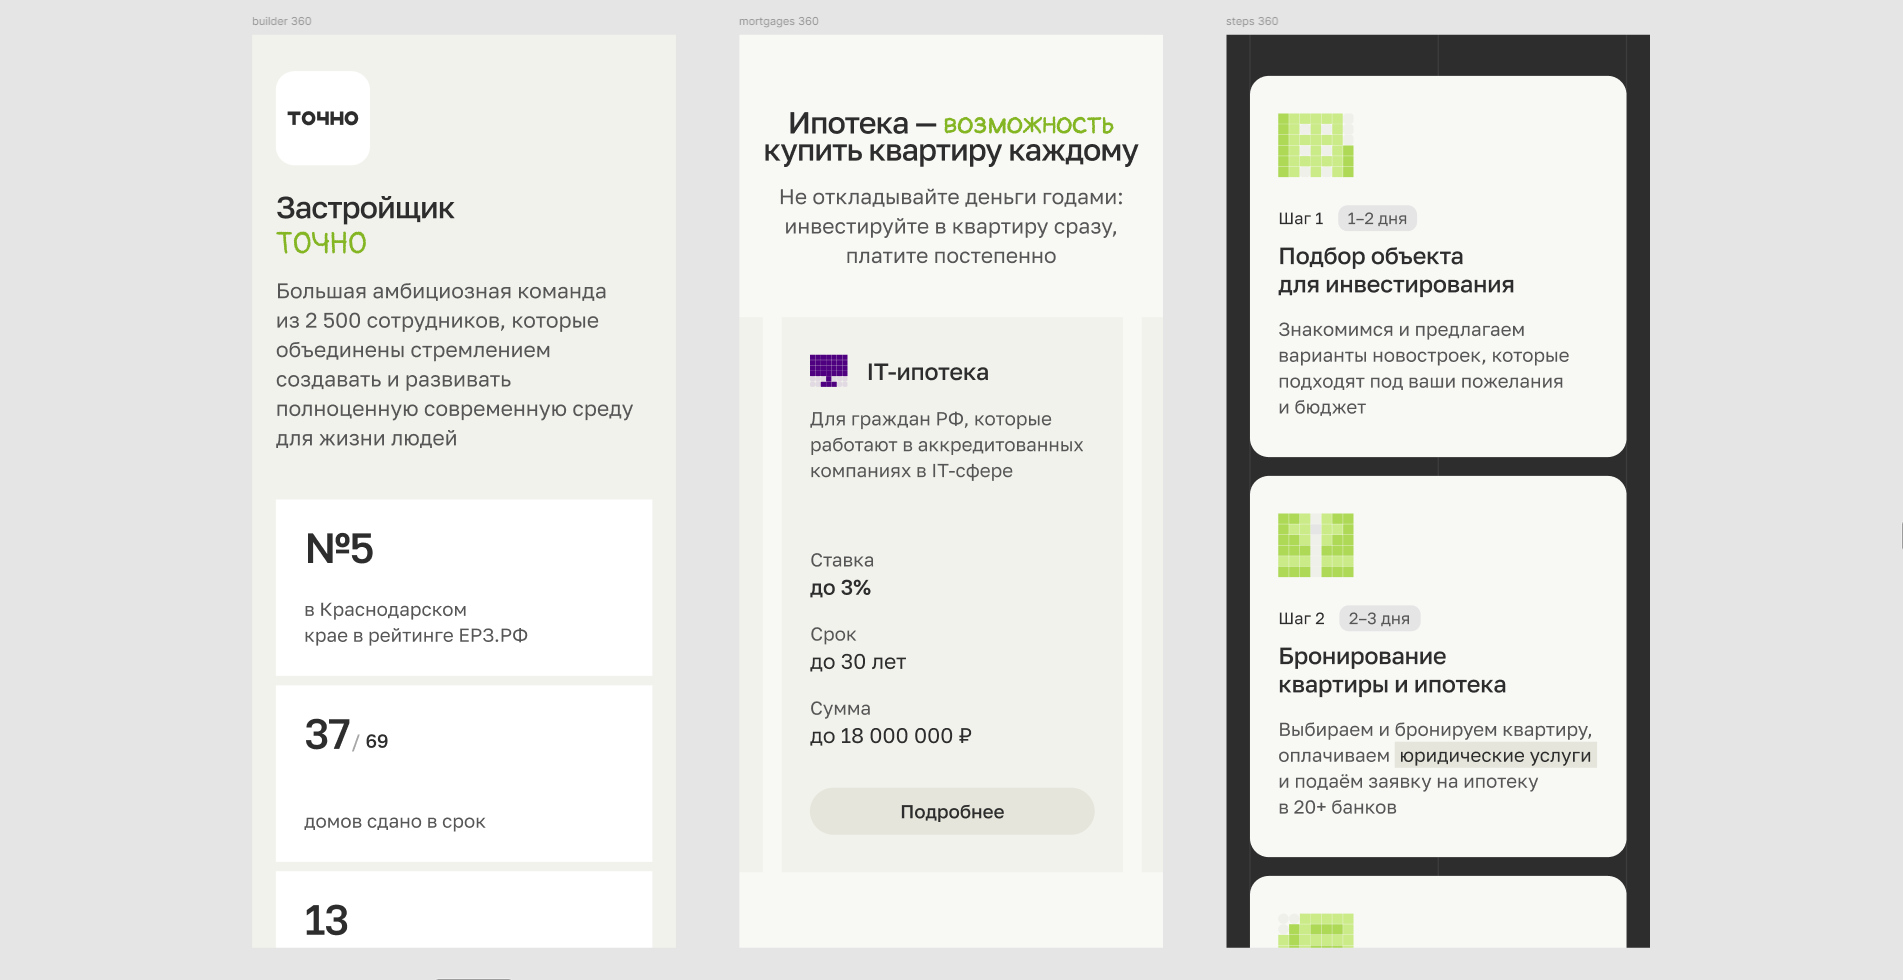 builder 360
точно
Застройщик
точно
Большая амбициозная команда
из 2 500 сотрудников, которые
объединены стремлением
создавать и развивать
полноценную современную среду
для жизни людей
№5
в Краснодарском
крае в рейтинге ЕРЗ.РФ
37 / 69
домов сдано в срок
13
mortgages 360
Ипотека — возможность
купить квартиру каждому
Не откладывайте деньги годами:
инвестируйте в квартиру сразу,
платите постепенно
IT-ипотека
Для граждан РФ, которые
работают в аккредитованных
компаниях в IT-сфере
Ставка
до 3%
Срок
до 30 лет
Сумма
до 18 000 000 ₽
Подробнее
steps 360
Шаг 1 1–2 дня
Подбор объекта
для инвестирования
Знакомимся и предлагаем
варианты новостроек, которые
подходят под ваши пожелания
и бюджет
Шаг 2 2–3 дня
Бронирование
квартиры и ипотека
Выбираем и бронируем квартиру,
оплачиваем юридические услуги
и подаём заявку на ипотеку
в 20+ банков